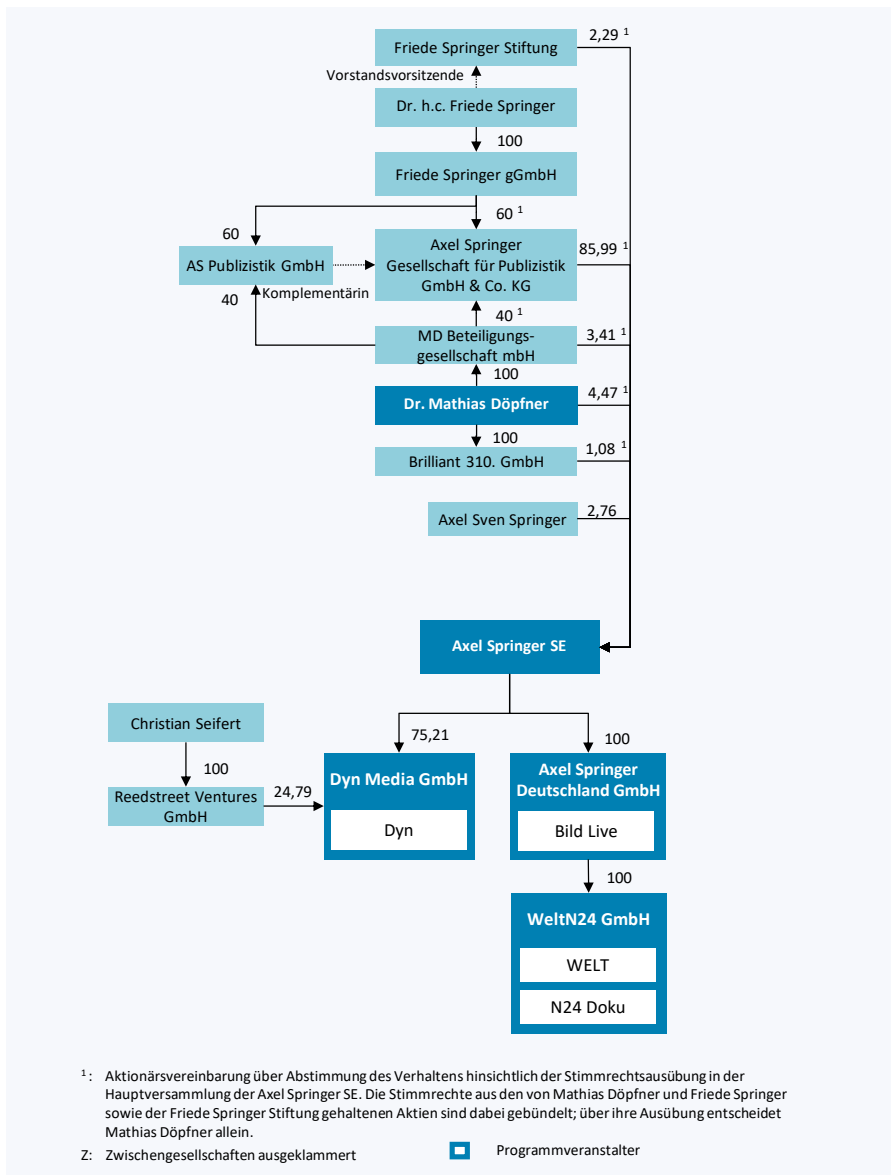 Friede Springer Stiftung
2,29 ¹
Vorstandsvorsitzende
Dr. h.c. Friede Springer
100
Friede Springer gGmbH
60
60 ¹
AS Publizistik GmbH
Komplementärin
Axel Springer
Gesellschaft für Publizistik
GmbH & Co. KG
85,99 ¹
40
40 ¹
MD Beteiligungs-
gesellschaft mbH
3,41 ¹
100
Dr. Mathias Döpfner
4,47 ¹
100
Brilliant 310. GmbH
1,08 ¹
Axel Sven Springer
2,76
Axel Springer SE
Christian Seifert
75,21
100
100
Reedstreet Ventures
GmbH
24,79
Dyn Media GmbH
Dyn
Axel Springer
Deutschland GmbH
Bild Live
100
WeltN24 GmbH
WELT
N24 Doku
¹ : Aktionärsvereinbarung über Abstimmung des Verhaltens hinsichtlich der Stimmrechtsausübung in der
Hauptversammlung der Axel Springer SE. Die Stimmrechte aus den von Mathias Döpfner und Friede Springer
sowie der Friede Springer Stiftung gehaltenen Aktien sind dabei gebündelt; über ihre Ausübung entscheidet
Mathias Döpfner allein.
Z: Zwischengesellschaften ausgeklammert
Programmveranstalter